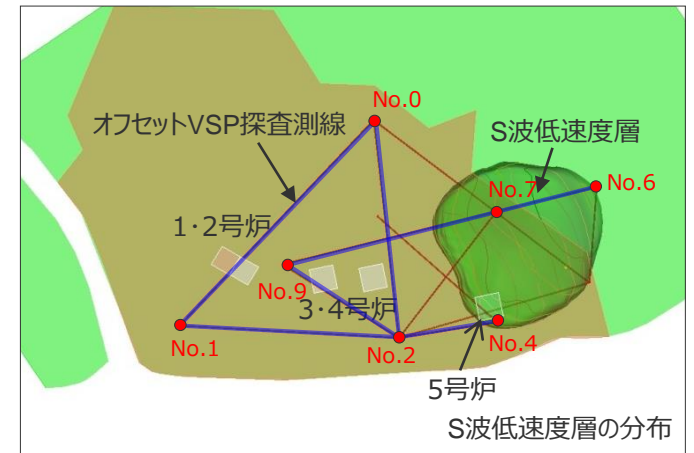 No.0
オフセットVSP探査測線
S波低速度層
No.7
No.6
1・2号炉
No.9
3・4号炉
No.1
No.2
No.4
5号炉
S波低速度層の分布